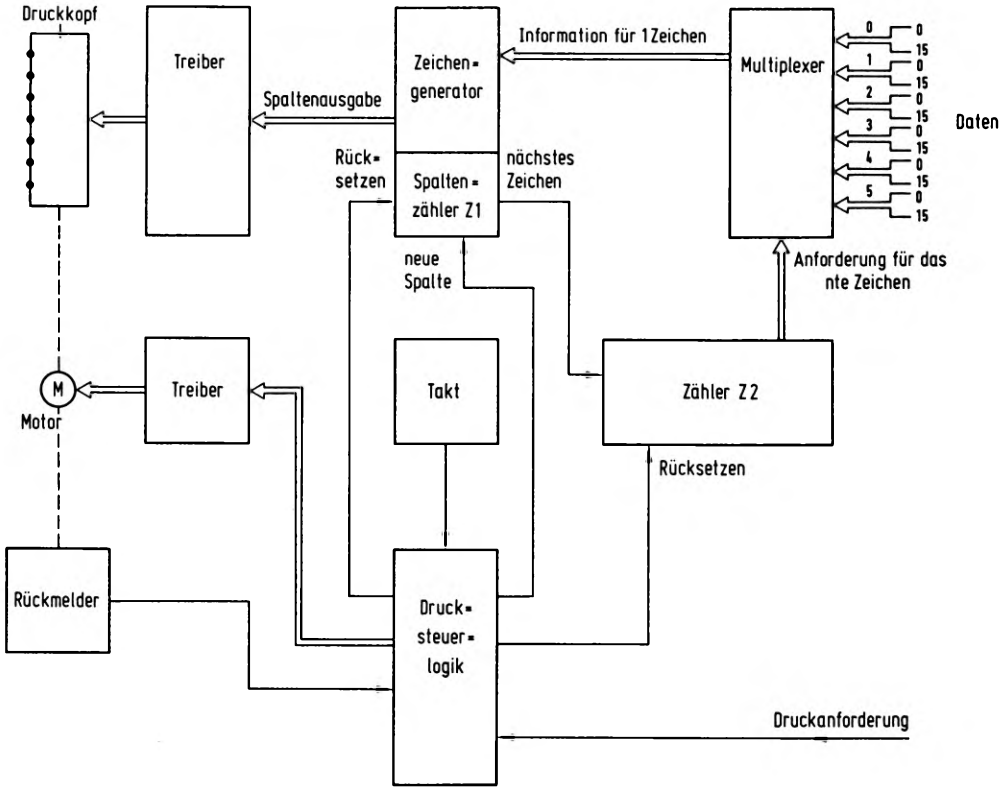 Druckkopf
Treiber
Zeichen=
generator
Information für 1 Zeichen
Multiplexer
0
0
15
1
0
15
2
0
15
3
0
15
4
0
15
5
0
15
Daten
Spaltenausgabe
Rück=
setzen
Spalten=
zähler Z1
nächstes
Zeichen
neue
Spalte
Anforderung für das
nte Zeichen
M
Motor
Treiber
Takt
Zähler Z2
Rücksetzen
Rückmelder
Druck=
steuer=
logik
Druckanforderung